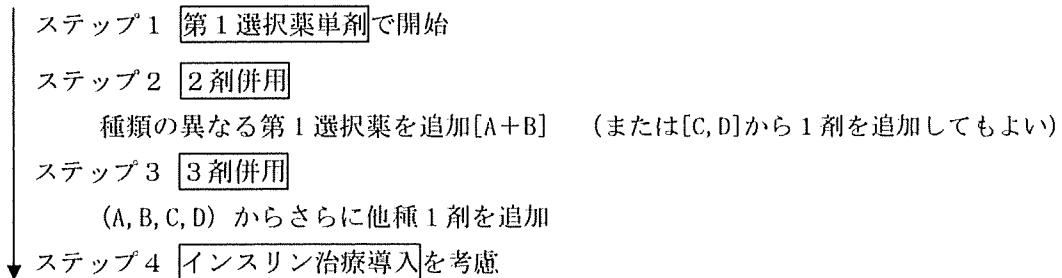 ステップ1 第1選択薬単剤で開始
ステップ2 2剤併用
種類の異なる第1選択薬を追加[A+B] (または[C,D]から1剤を追加してもよい)
ステップ3 3剤併用
(A,B,C,D) からさらに他種1剤を追加
ステップ4 インスリン治療導入を考慮